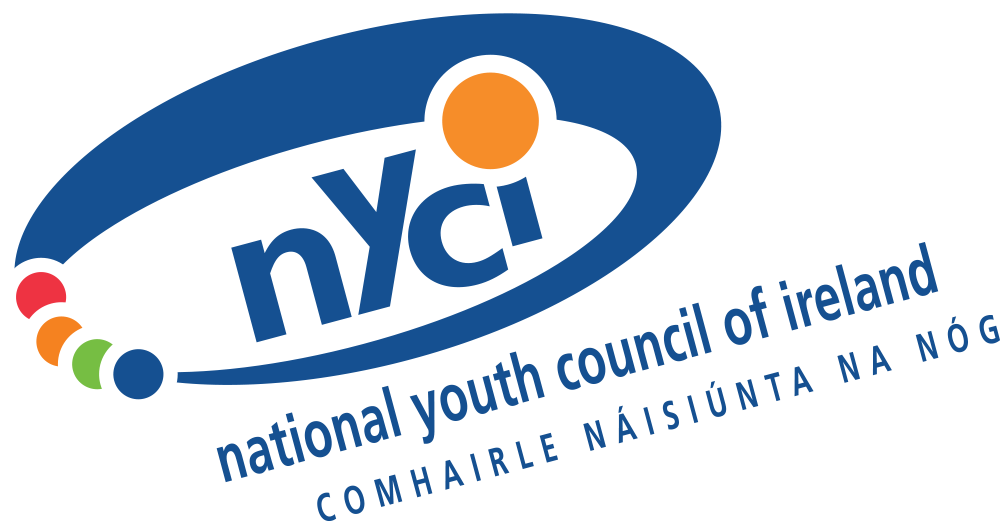 nyci
national youth council of ireland
COMHAIRLE NÁISIÚNTA NA NÓG